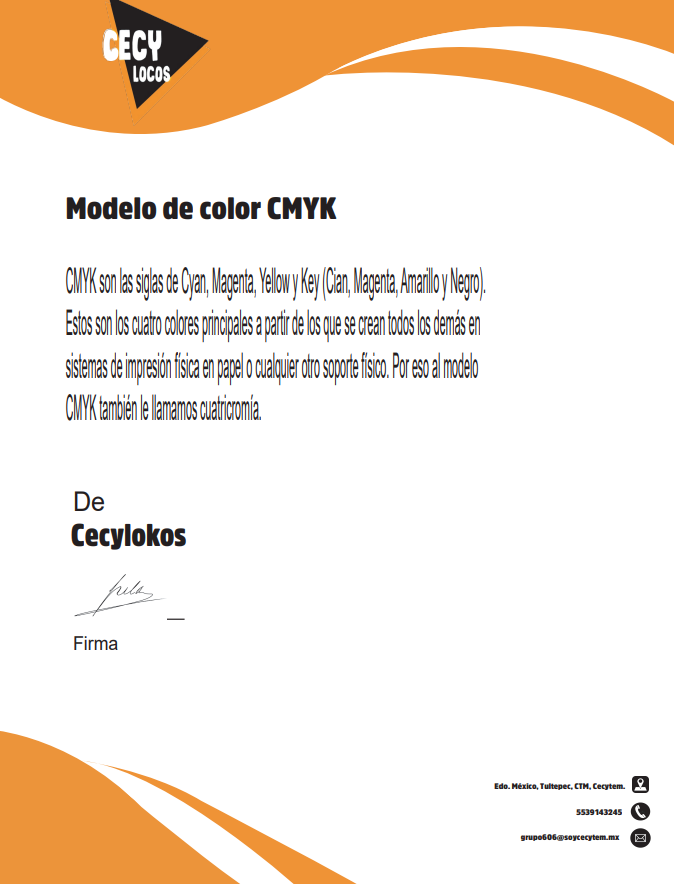 CECY
LOCOS
Modelo de color CMYK
CMYK son las siglas de Cyan, Magenta, Yellow y Key (Cian, Magenta, Amarillo y Negro).
Estos son los cuatro colores principales a partir de los que se crean todos los demás en
sistemas de impresión física en papel o cualquier otro soporte físico. Por eso al modelo
CMYK también le llamamos cuatricromía.
De
Cecylokos
Firma
Edo. México, Tultepec, CTM, Cecytem.
5539143245
grupo606@soycecytem.mx